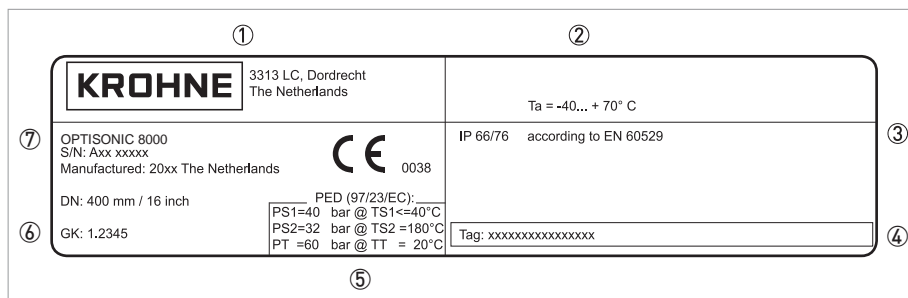 ① ②
KROHNE
3313 LC, Dordrecht
The Netherlands
Ta = -40... + 70° C
⑦
OPTISONIC 8000
S/N: Axx xxxxx
Manufactured: 20xx The Netherlands
CE 0038
IP 66/76 according to EN 60529
③
DN: 400 mm / 16 inch
PED (97/23/EC):
PS1=40 bar @ TS1<=40°C
PS2=32 bar @ TS2 =180°C
PT =60 bar @ TT = 20°C
⑥
GK: 1.2345
Tag: xxxxxxxxxxxxxxxx
④
⑤